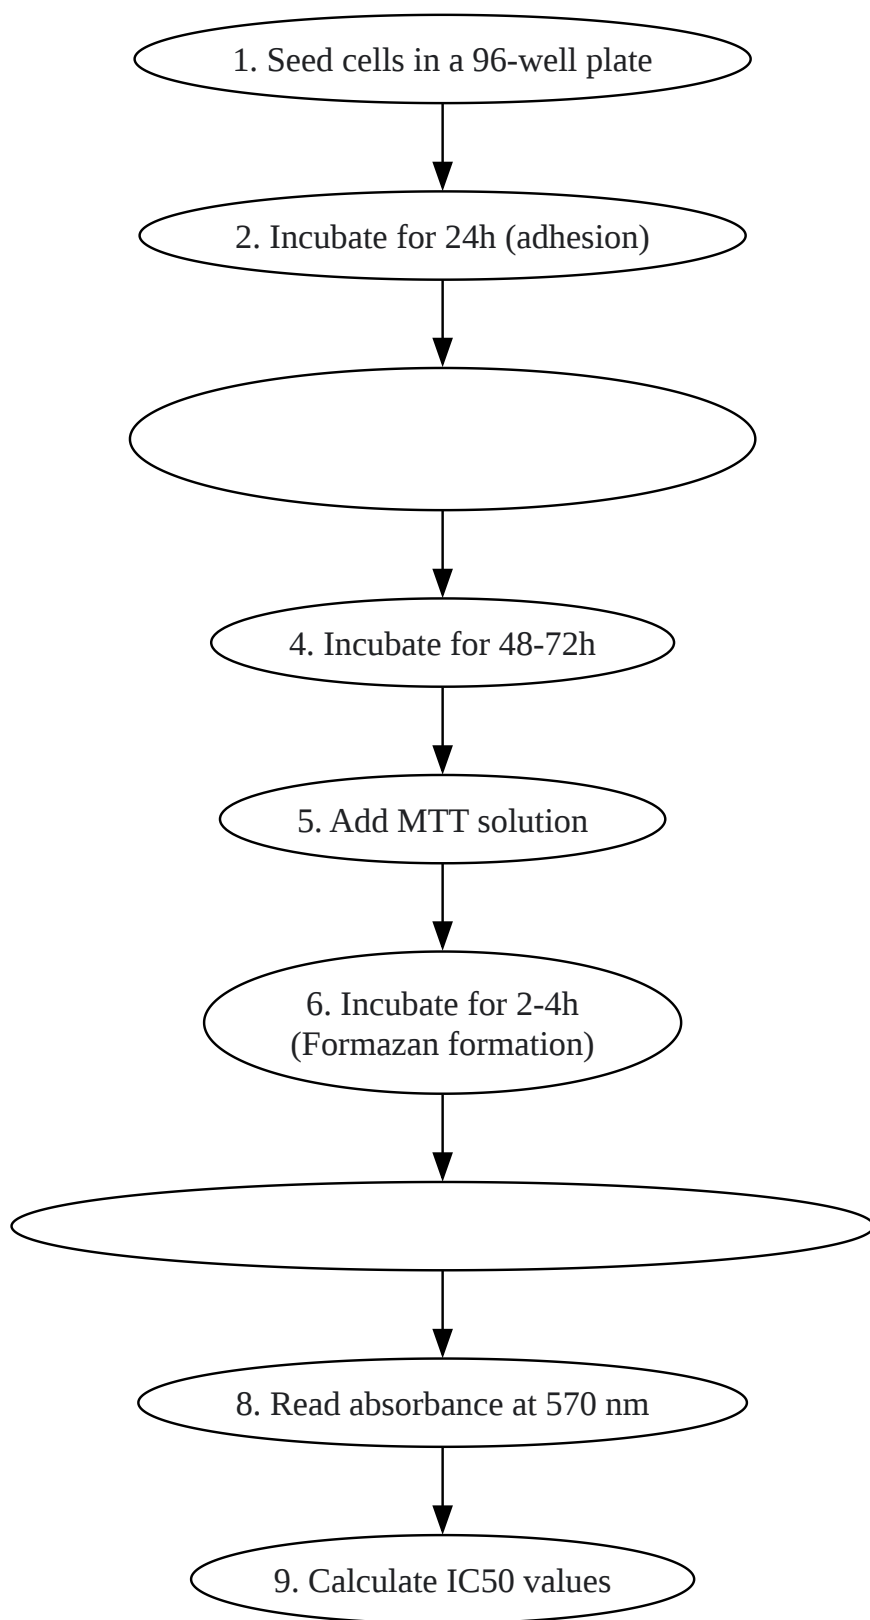 1. Seed cells in a 96-well plate
2. Incubate for 24h (adhesion)
4. Incubate for 48-72h
5. Add MTT solution
6. Incubate for 2-4h
(Formazan formation)
8. Read absorbance at 570 nm
9. Calculate IC50 values